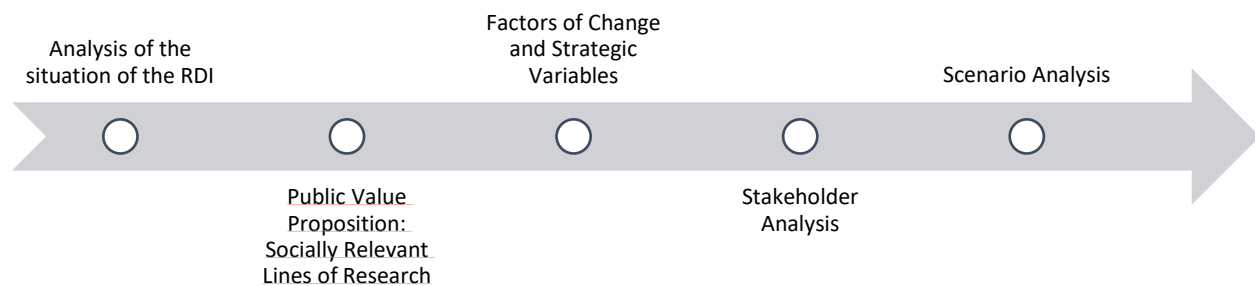 Analysis of the
situation of the RDI
Public Value
Proposition:
Socially Relevant
Lines of Research
Factors of Change
and Strategic
Variables
Stakeholder
Analysis
Scenario Analysis